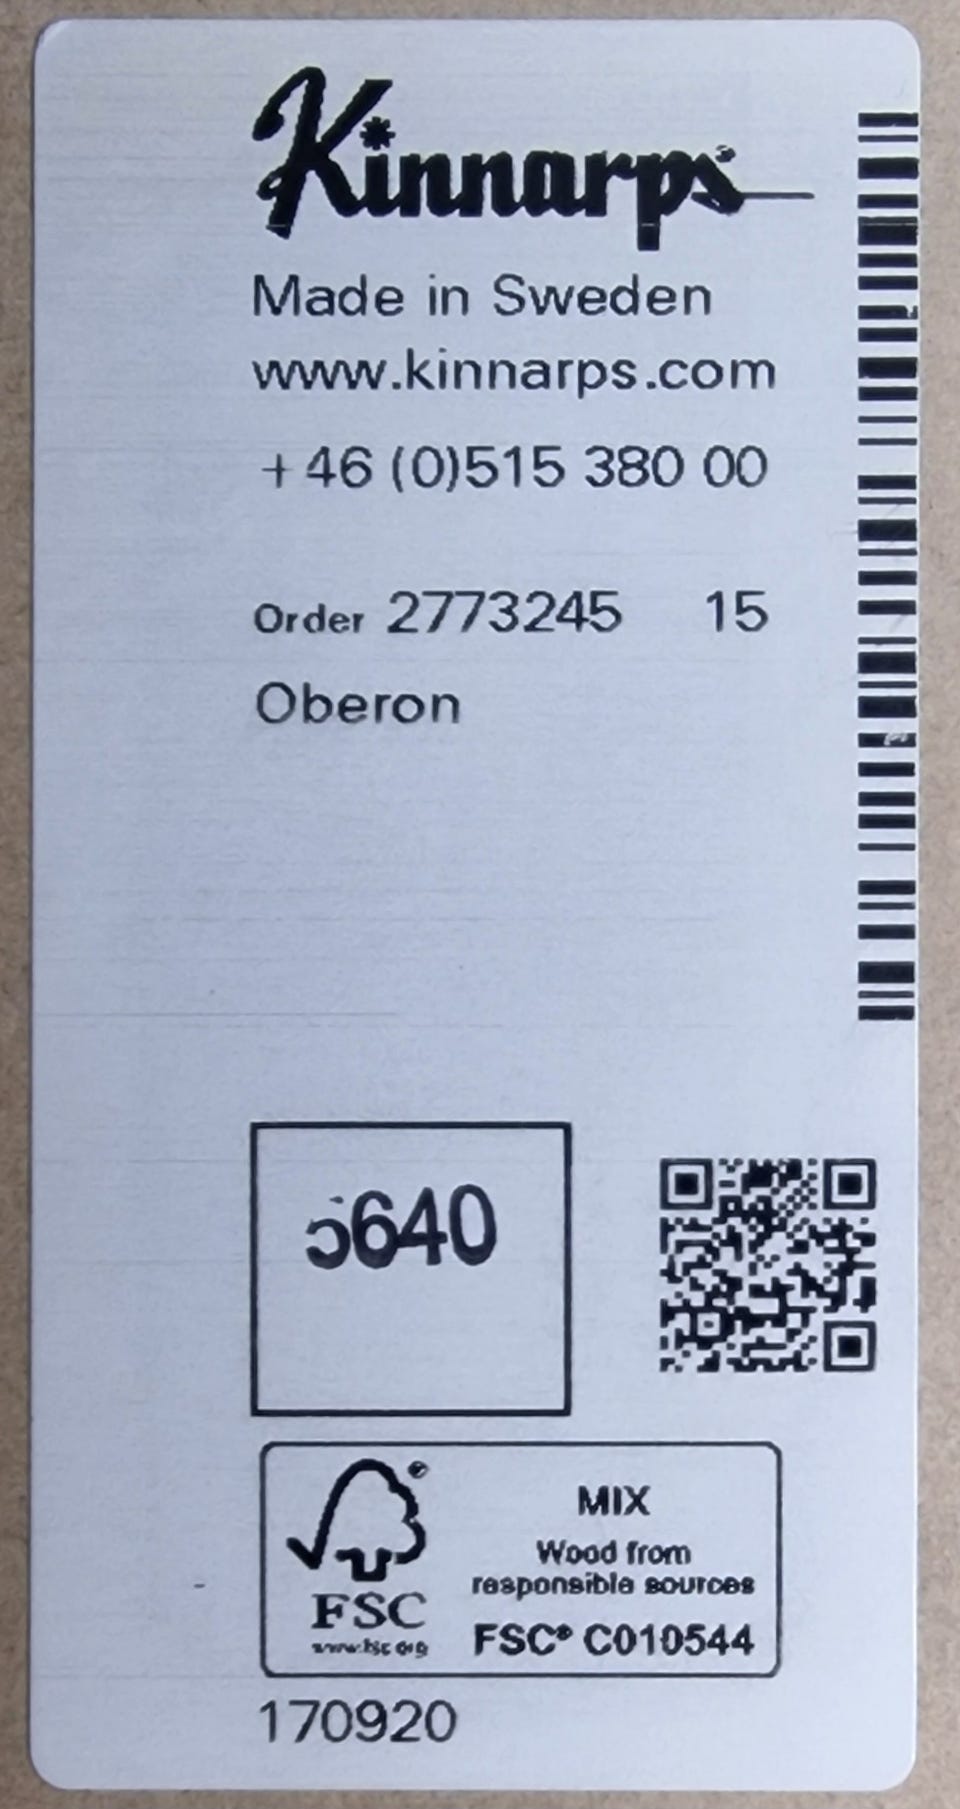 Kinnarps
Made in Sweden
www.kinnarps.com
+46 (0)515 380 00
Order 2773245 15
Oberon
5640
FSC®
www.fsc.org
MIX
Wood from
responsible sources
FSC® C010544
170920